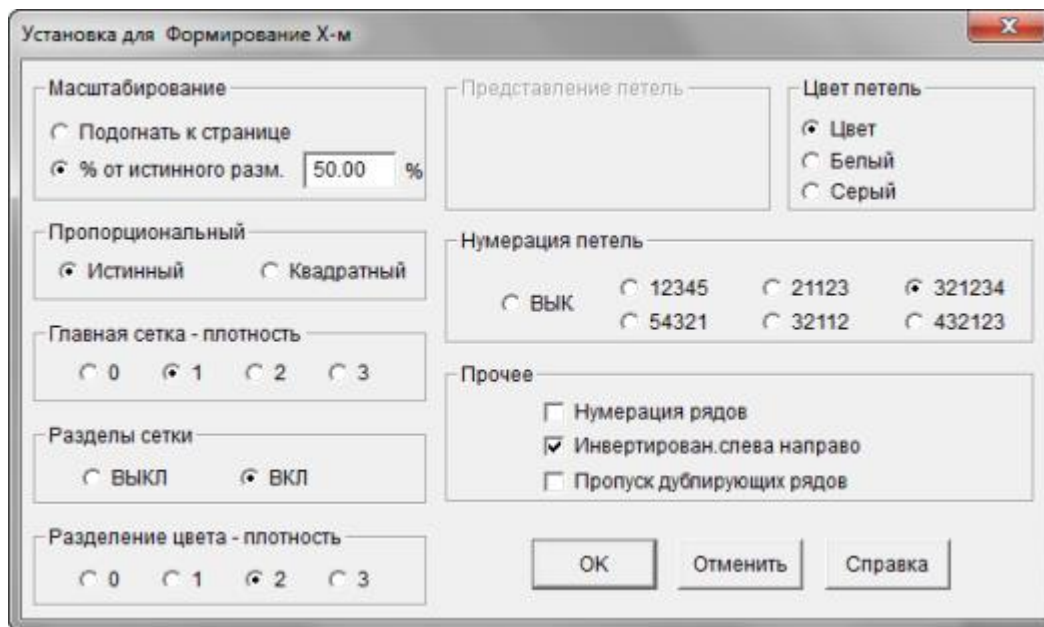 Установка для Формирование Х-м
Масштабирование
Подогнать к странице
% от истинного разм. 50.00 %
Пропорциональный
Истинный Квадратный
Главная сетка - плотность
0 1 2 3
Разделы сетки
ВЫКЛ ВКЛ
Разделение цвета - плотность
0 1 2 3
Представление петель
Цвет петель
Цвет
Белый
Серый
Нумерация петель
ВЫК
12345 21123 321234
54321 32112 432123
Прочее
Нумерация рядов
Инвертирован.слева направо
Пропуск дублирующих рядов
OK Отменить Справка